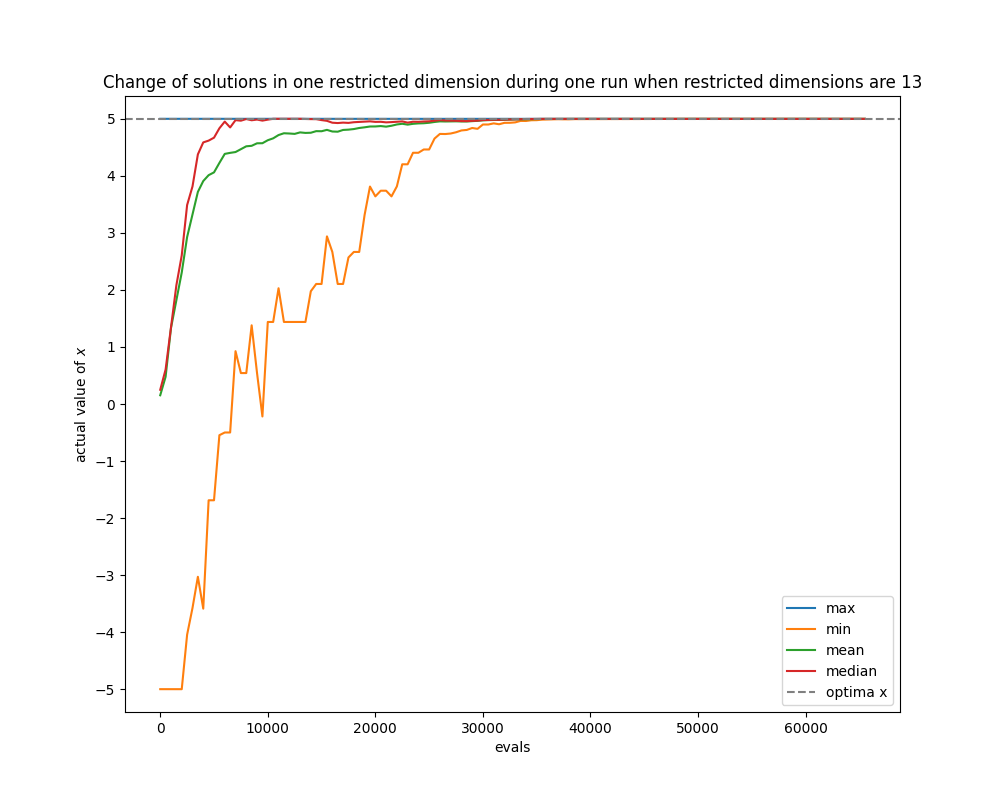 Change of solutions in one restricted dimension during one run when restricted dimensions are 13
5
4
3
2
1
0
−1
−2
−3
−4
−5
actual value of x
0 10000 20000 30000 40000 50000 60000
evals
max
min
mean
median
optima x